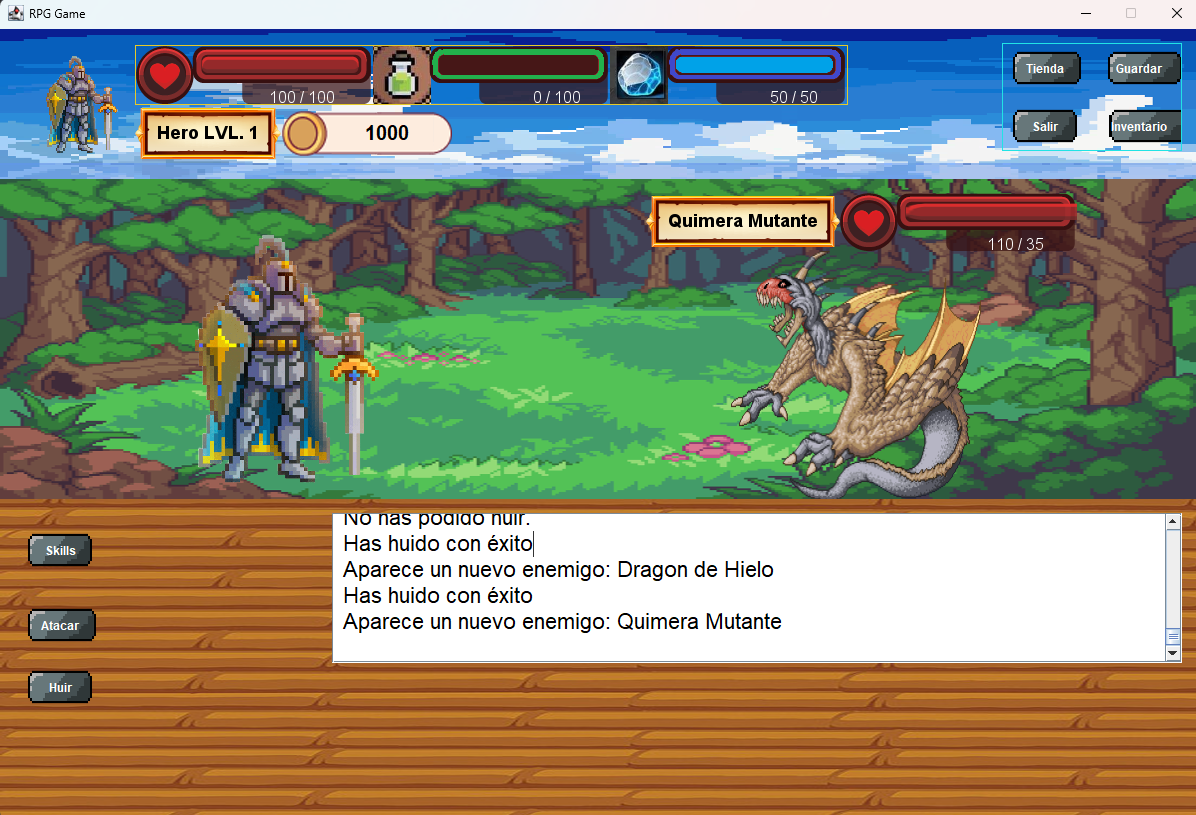 RPG Game
100 / 100
0 / 100
50 / 50
Hero LVL. 1
1000
Tienda
Guardar
Salir
Inventario
Quimera Mutante
110 / 35
Skills
Atacar
Huir
No has podido huir.
Has huido con éxito
Aparece un nuevo enemigo: Dragon de Hielo
Has huido con éxito
Aparece un nuevo enemigo: Quimera Mutante